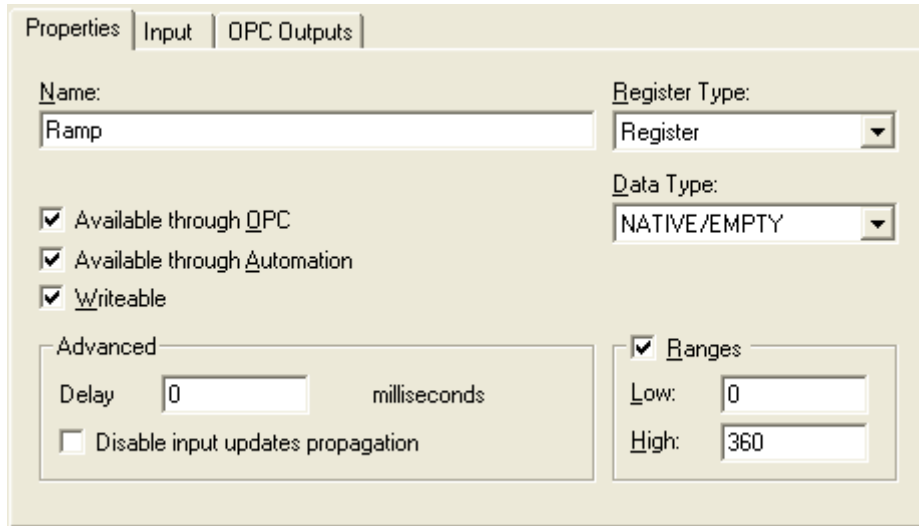 Properties
Input
OPC Outputs
Name:
Ramp
Register Type:
Register
Data Type:
NATIVE/EMPTY
Available through OPC
Available through Automation
Writeable
Advanced
Delay 0 milliseconds
Disable input updates propagation
Ranges
Low: 0
High: 360